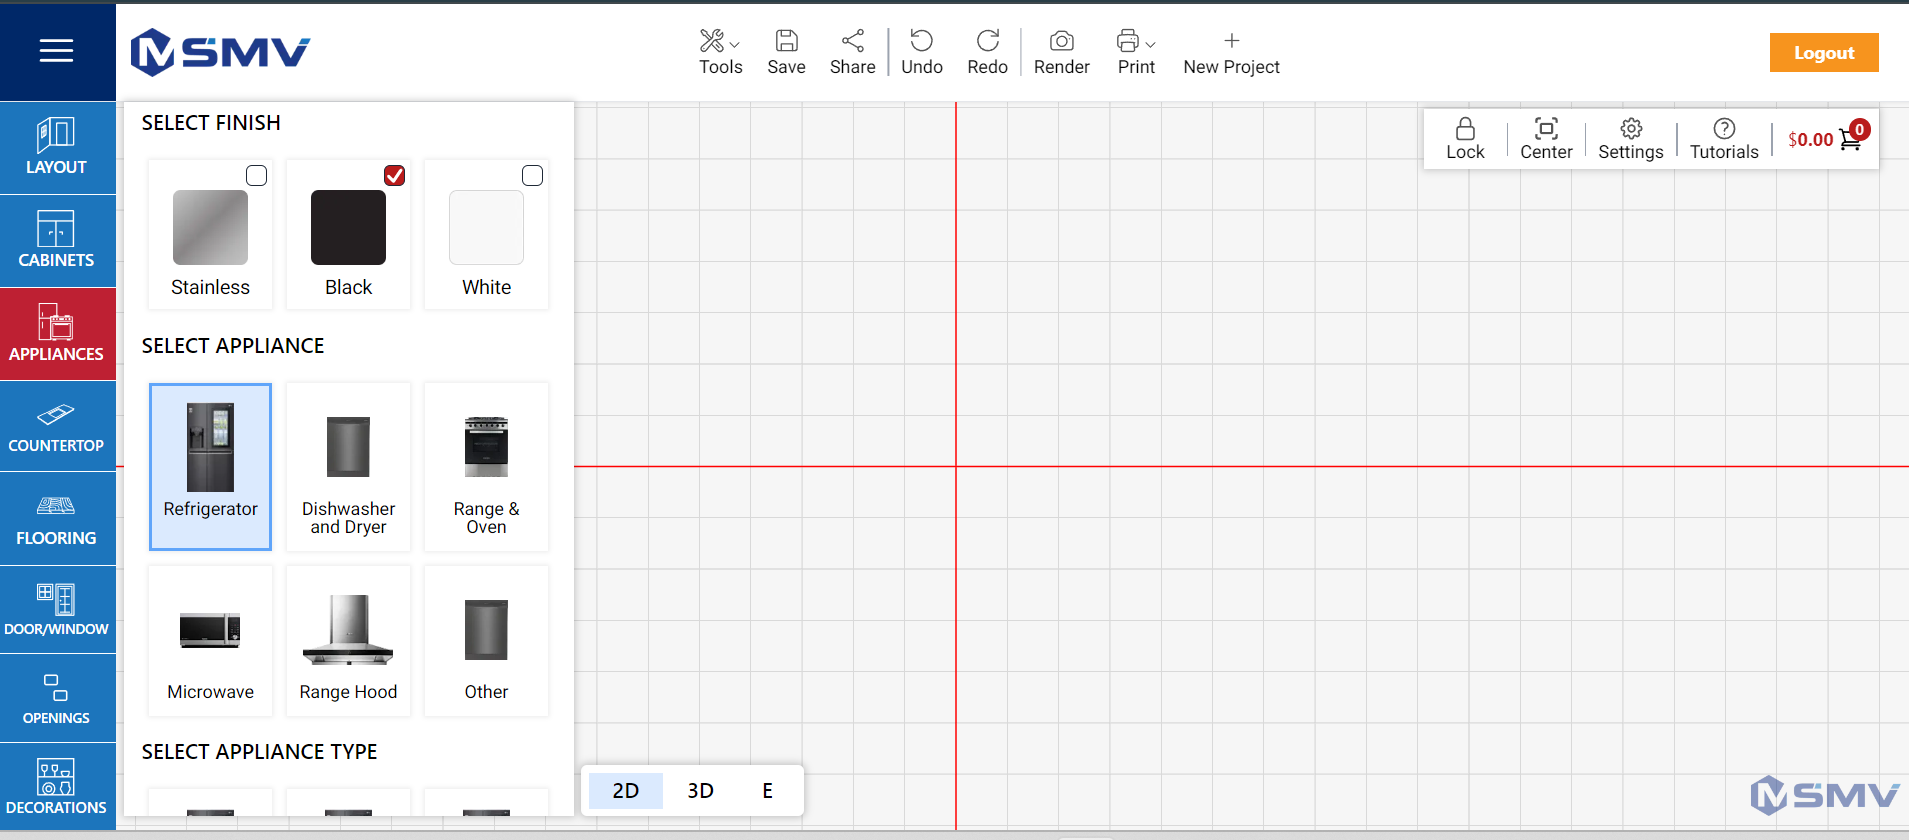 SMV
Tools
Save
Share
Undo
Redo
Render
Print
New Project
Logout
LAYOUT
CABINETS
APPLIANCES
COUNTERTOP
FLOORING
DOOR/WINDOW
OPENINGS
DECORATIONS
SELECT FINISH
Stainless
Black
White
SELECT APPLIANCE
Refrigerator
Dishwasher
and Dryer
Range &
Oven
Microwave
Range Hood
Other
SELECT APPLIANCE TYPE
Lock
Center
Settings
Tutorials
$0.00
0
2D
3D
E
SMV